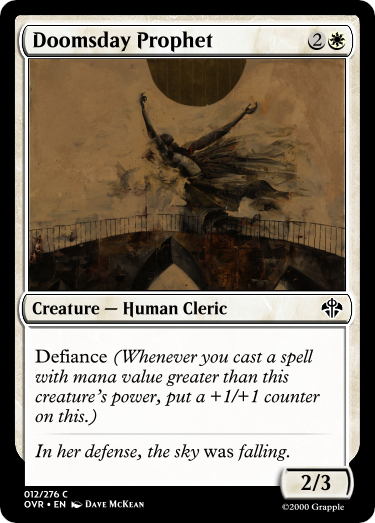 Doomsday Prophet 2
Creature — Human Cleric
Defiance (Whenever you cast a spell
with mana value greater than this
creature's power, put a +1/+1 counter
on this.)
In her defense, the sky was falling.
2/3
012/276 C
OVR • EN Dave McKean
©2000 Grapple